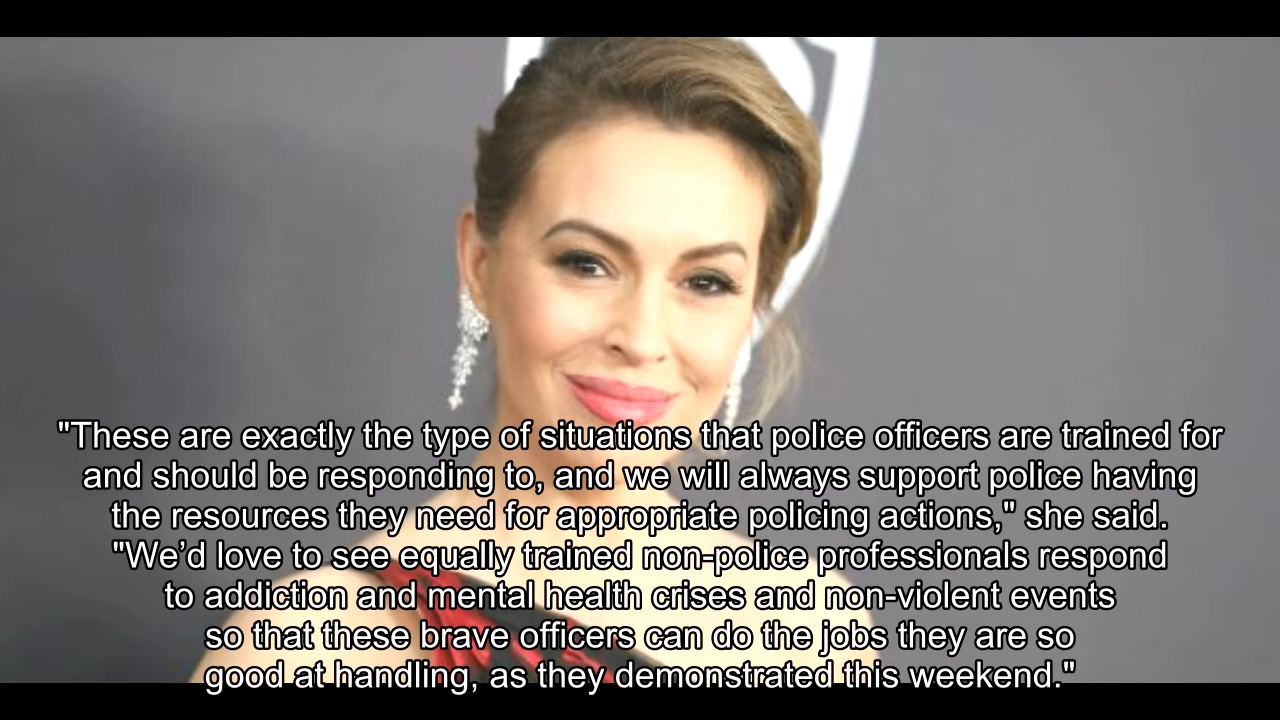 "These are exactly the type of situations that police officers are trained for
and should be responding to, and we will always support police having
the resources they need for appropriate policing actions," she said.
"We’d love to see equally trained non-police professionals respond
to addiction and mental health crises and non-violent events
so that these brave officers can do the jobs they are so
good at handling, as they demonstrated this weekend."